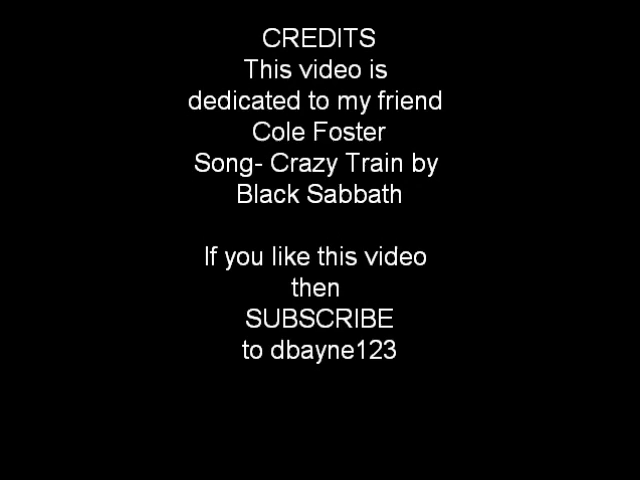 CREDITS
This video is
dedicated to my friend
Cole Foster
Song- Crazy Train by
Black Sabbath
If you like this video
then
SUBSCRIBE
to dbayne123